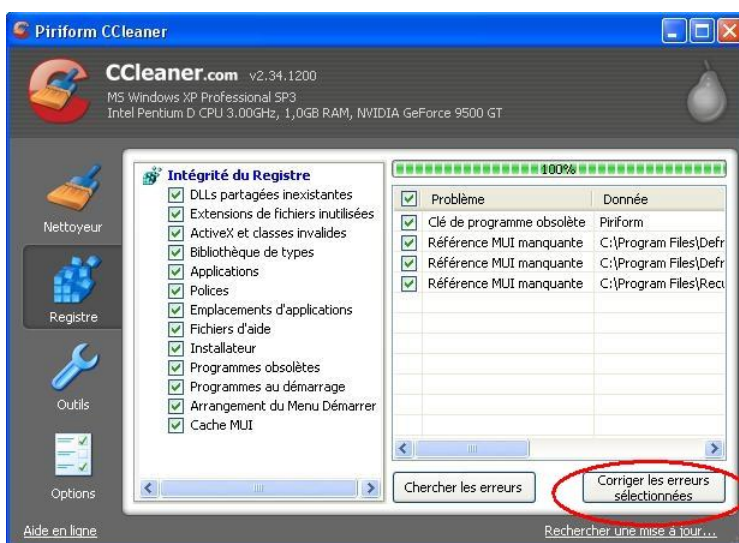 Piriform CCleaner
CCleaner.com v2.34.1200
MS Windows XP Professional SP3
Intel Pentium D CPU 3.00GHz, 1,0GB RAM, NVIDIA GeForce 9500 GT
Nettoyeur
Registre
Outils
Options
Intégrité du Registre
DLLs partagées inexistantes
Extensions de fichiers inutilisées
ActiveX et classes invalides
Bibliothèque de types
Applications
Polices
Emplacements d'applications
Fichiers d'aide
Installateur
Programmes obsolètes
Programmes au démarrage
Arrangement du Menu Démarrer
Cache MUI
100%
Problème Donnée
Clé de programme obsolète Piriform
Référence MUI manquante C:\Program Files\Defr
Référence MUI manquante C:\Program Files\Defr
Référence MUI manquante C:\Program Files\Recu
Chercher les erreurs
Corriger les erreurs
sélectionnées
Aide en ligne
Rechercher une mise à jour...